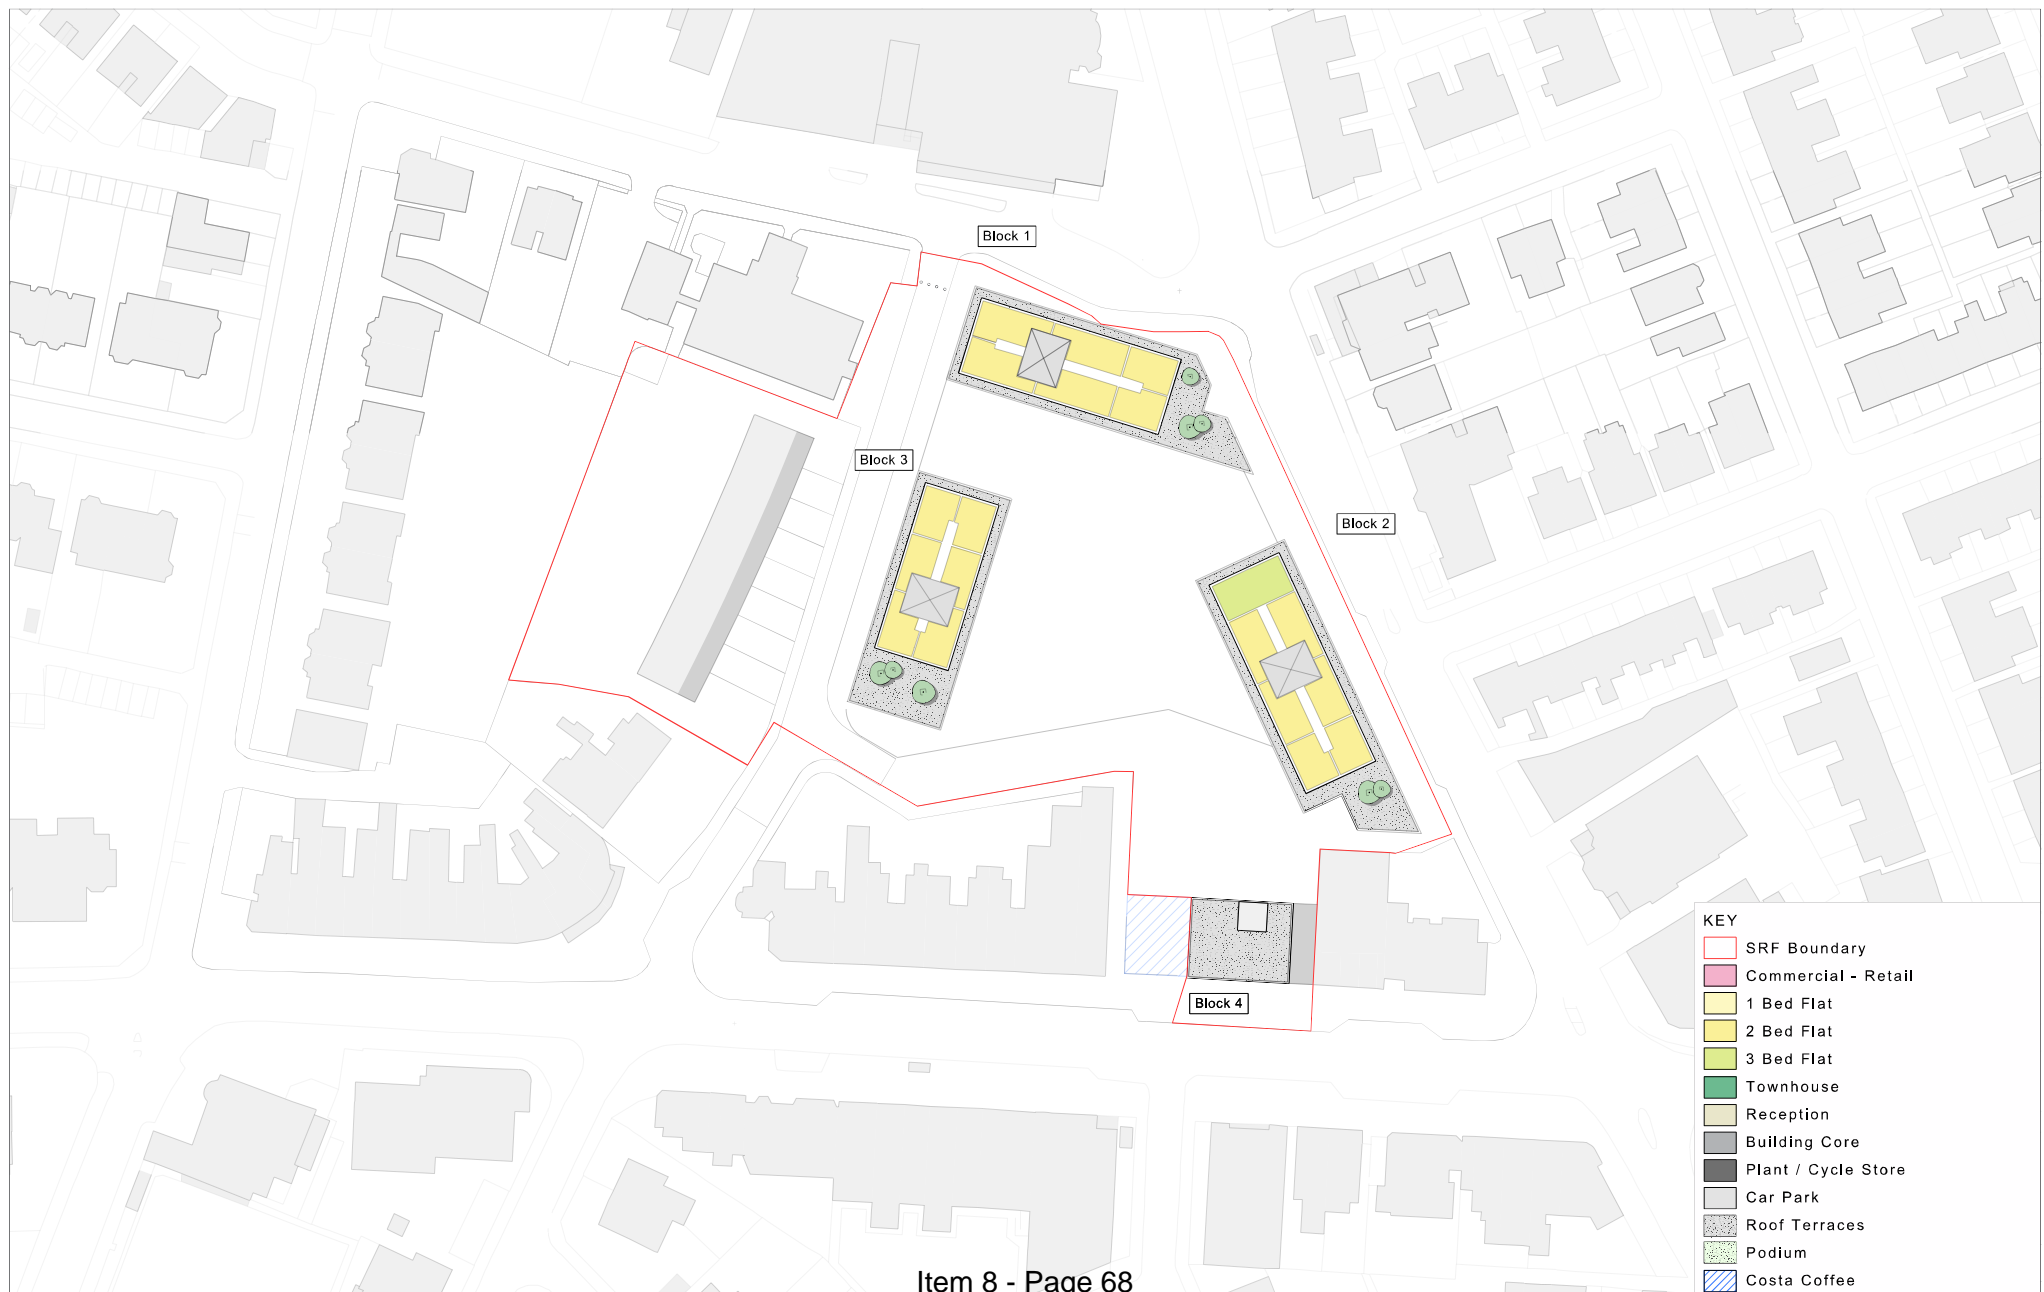 Block 1
Block 3
Block 2
Block 4
KEY
SRF Boundary
Commercial - Retail
1 Bed Flat
2 Bed Flat
3 Bed Flat
Townhouse
Reception
Building Core
Plant / Cycle Store
Car Park
Roof Terraces
Podium
Costa Coffee
Item 8 - Page 68